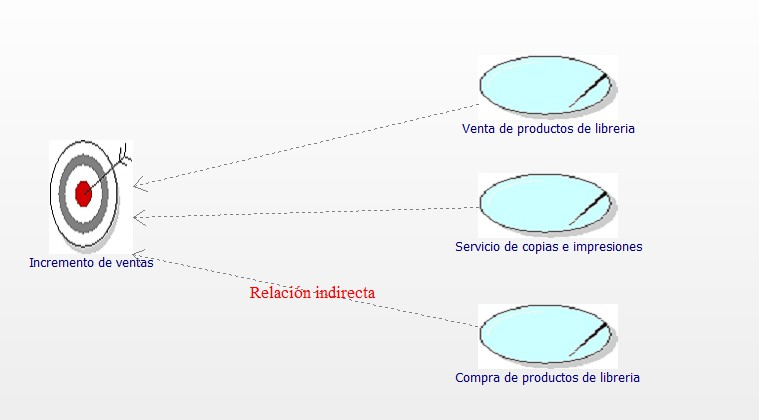 Venta de productos de libreria
Servicio de copias e impresiones
Incremento de ventas
Relación indirecta
Compra de productos de libreria